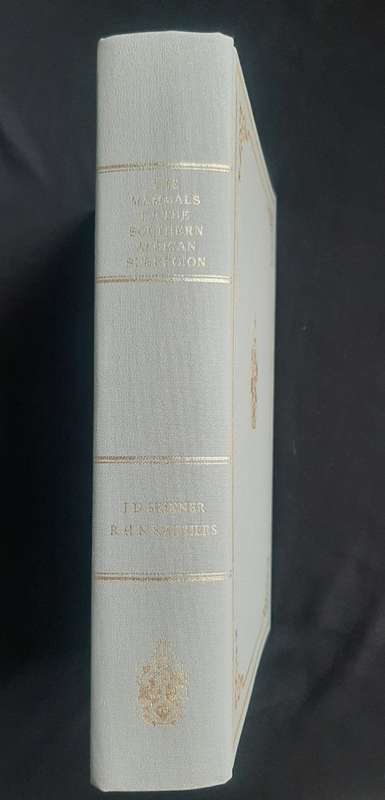 THE
MAMMALS
OF THE
SOUTHERN
AFRICAN
SUBREGION
J D SKINNER
R H N SMITHERS